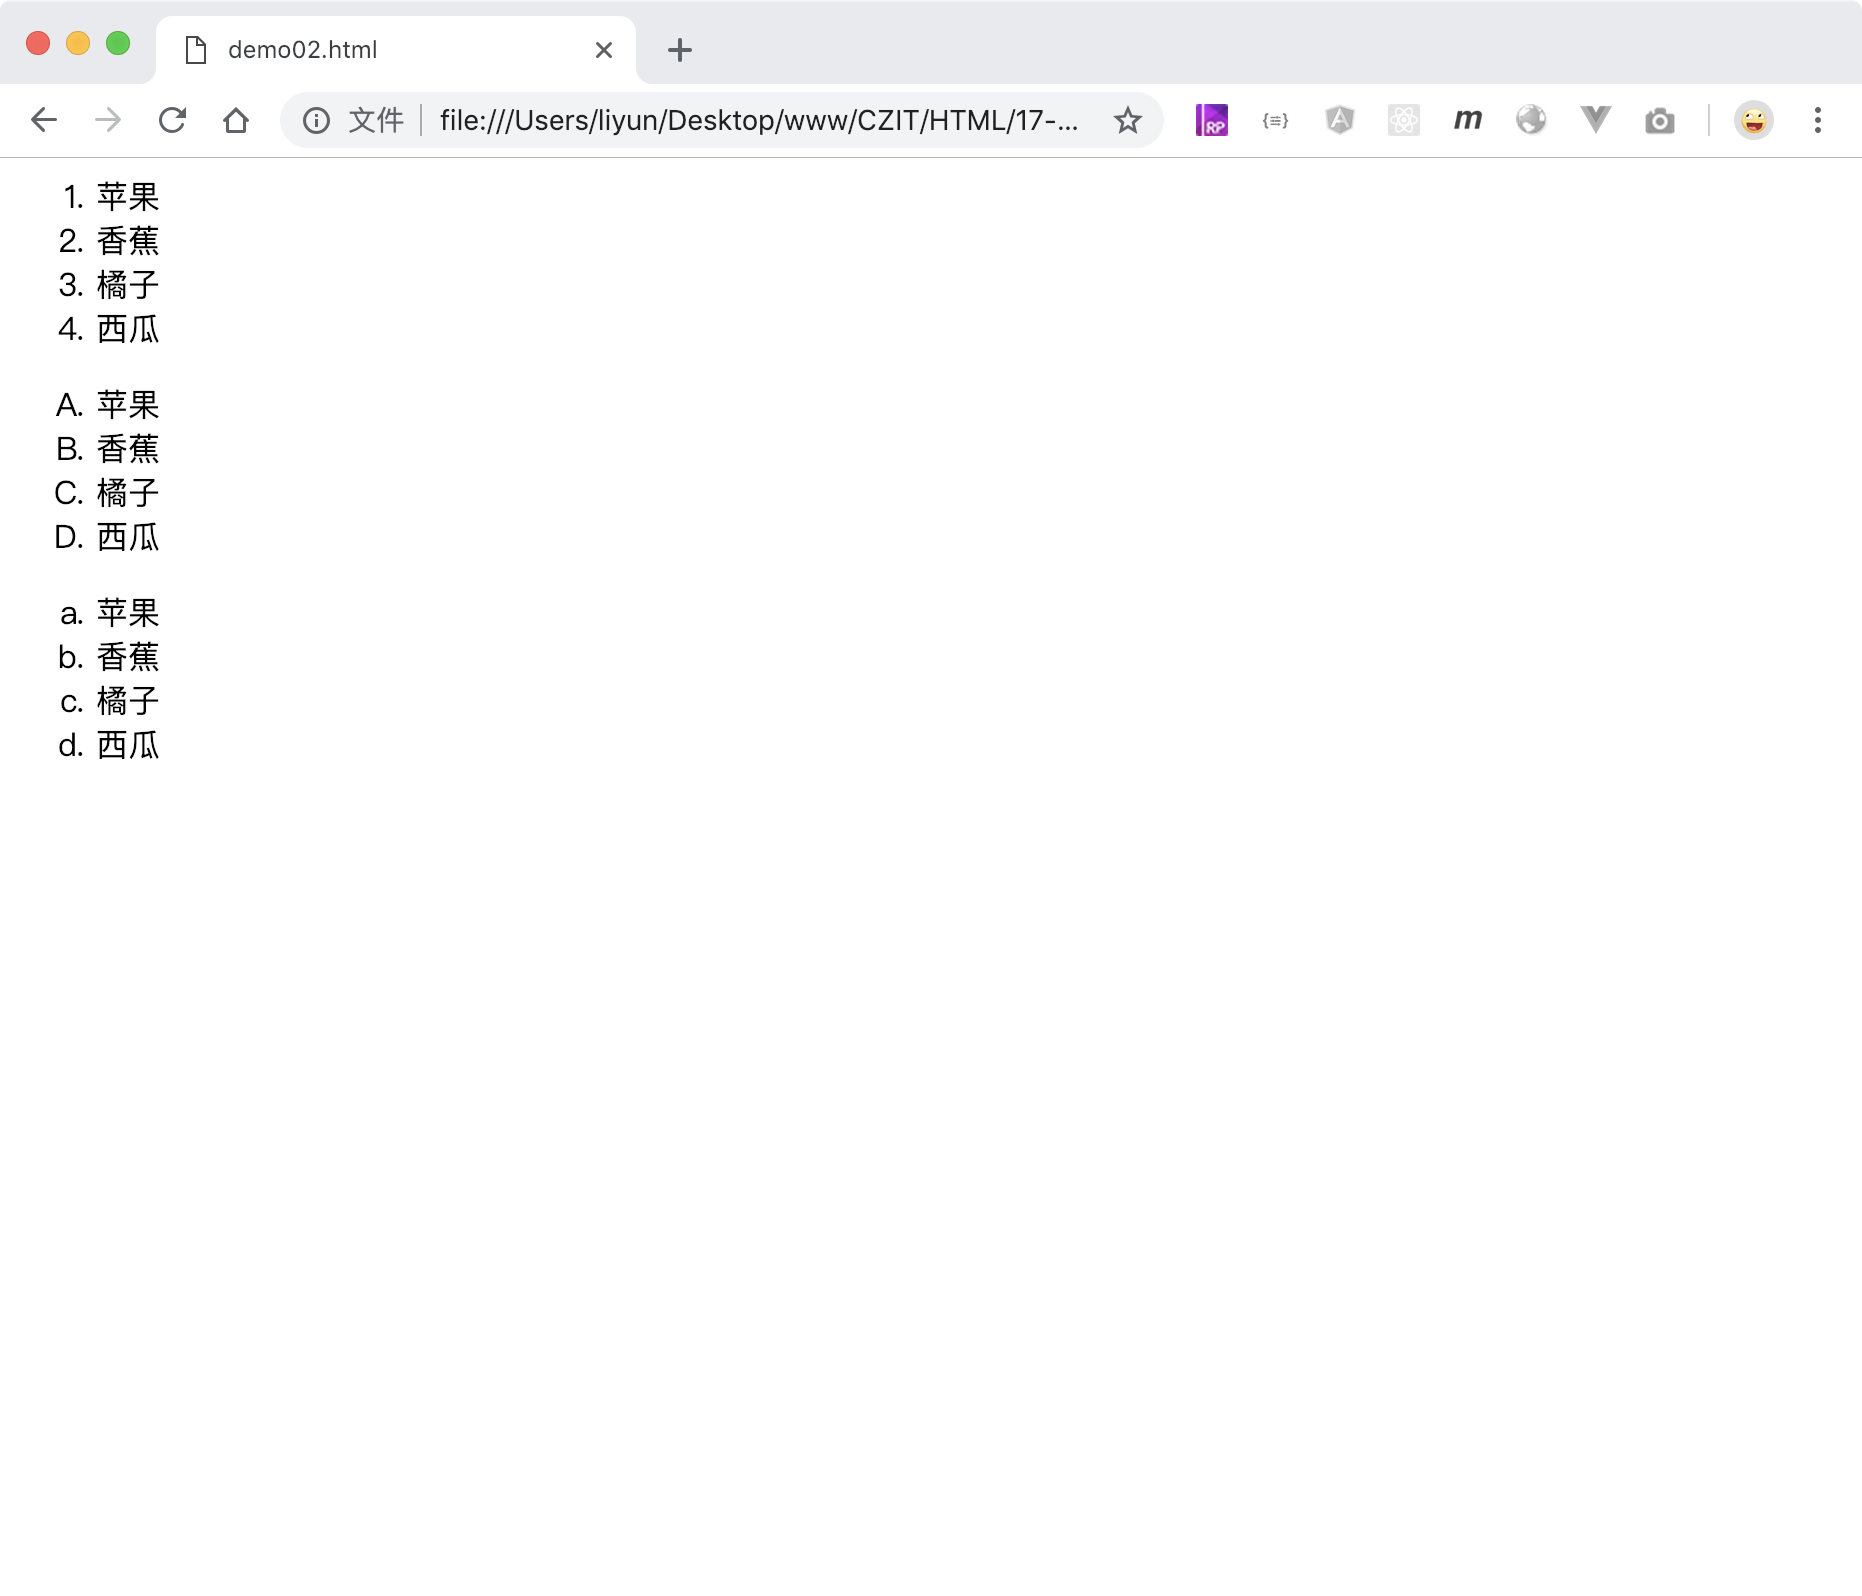 demo02.html
文件 file:///Users/liyun/Desktop/www/CZIT/HTML/17-...
RP
m
1. 苹果
2. 香蕉
3. 橘子
4. 西瓜
A. 苹果
B. 香蕉
C. 橘子
D. 西瓜
a. 苹果
b. 香蕉
c. 橘子
d. 西瓜